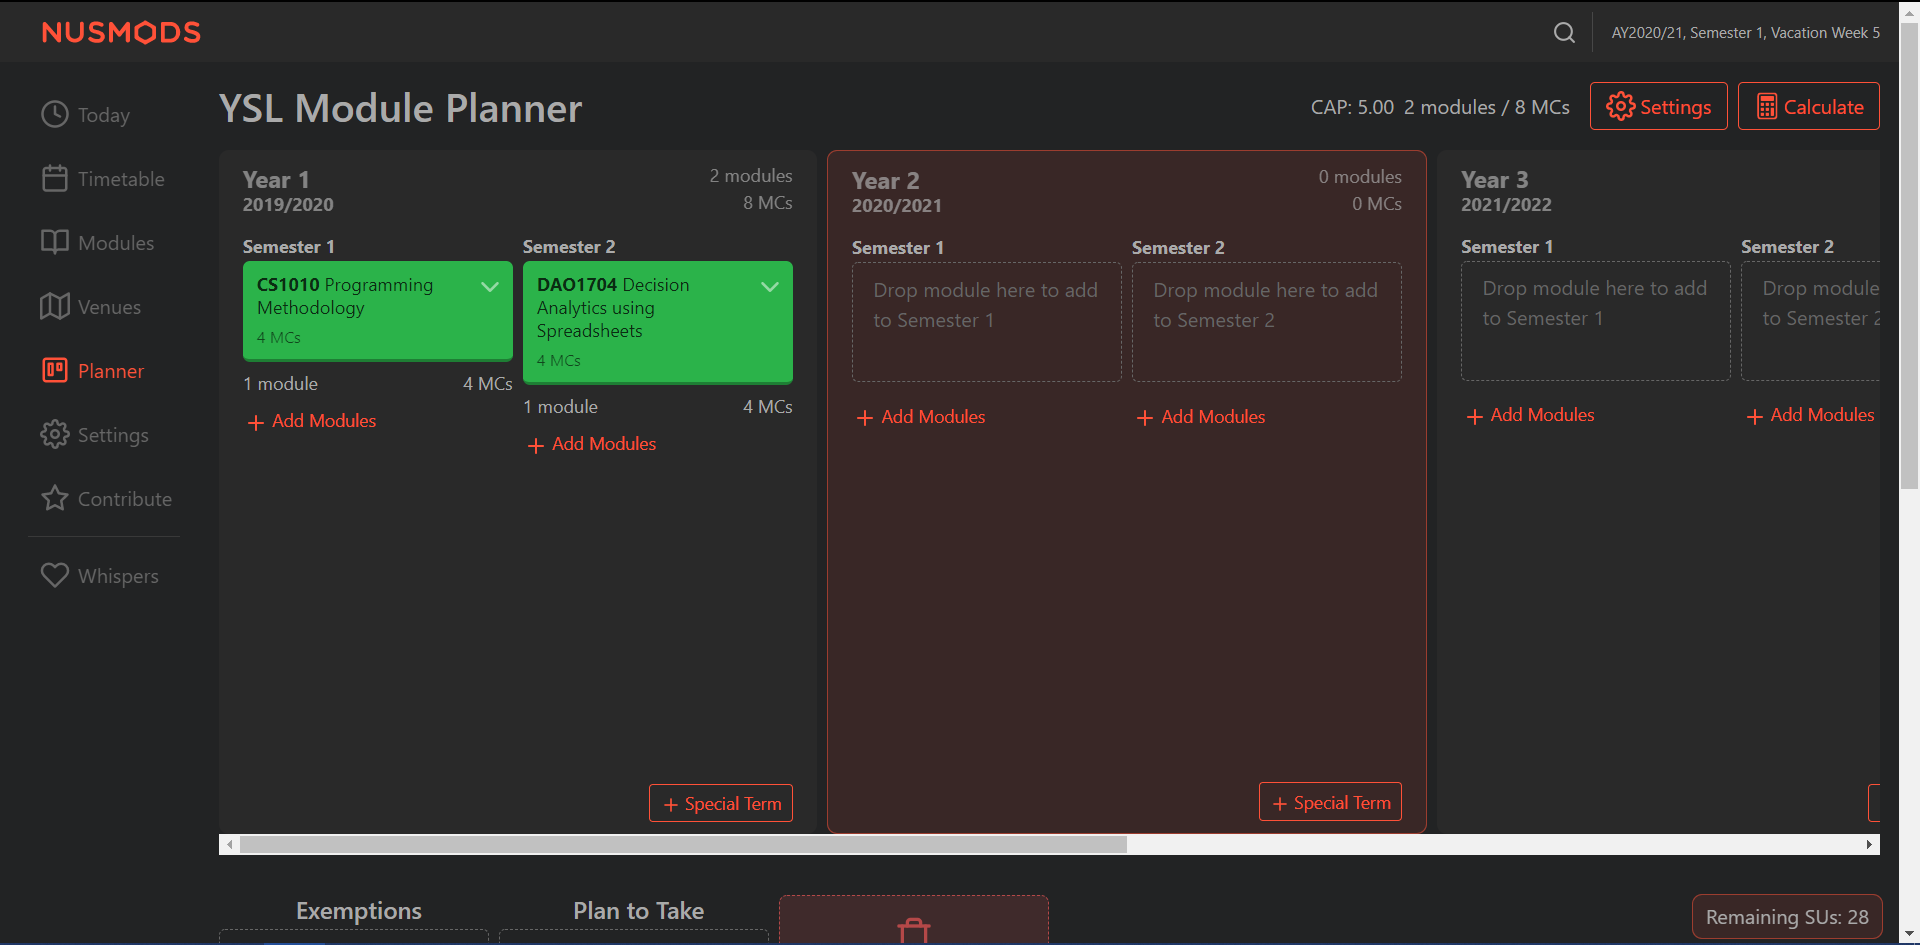 NUSMODS
AY2020/21, Semester 1, Vacation Week 5
Today
Timetable
Modules
Venues
Planner
Settings
Contribute
Whispers
YSL Module Planner
CAP: 5.00 2 modules / 8 MCs
Settings
Calculate
Year 1
2019/2020
2 modules
8 MCs
Semester 1
CS1010 Programming
Methodology
4 MCs
1 module 4 MCs
+ Add Modules
Semester 2
DAO1704 Decision
Analytics using
Spreadsheets
4 MCs
1 module 4 MCs
+ Add Modules
+ Special Term
Year 2
2020/2021
0 modules
0 MCs
Semester 1
Drop module here to add
to Semester 1
+ Add Modules
Semester 2
Drop module here to add
to Semester 2
+ Add Modules
+ Special Term
Year 3
2021/2022
Semester 1
Drop module here to add
to Semester 1
+ Add Modules
Semester 2
Drop module
to Semester 2
+ Add Modules
Exemptions
Plan to Take
Remaining SUs: 28